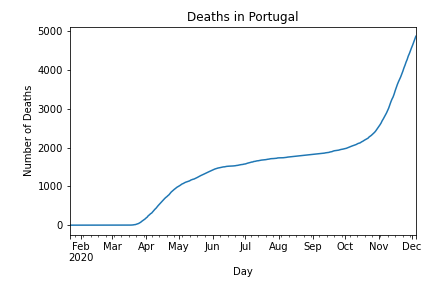 Deaths in Portugal
Number of Deaths
5000
4000
3000
2000
1000
0
Feb Mar Apr May Jun Jul Aug Sep Oct Nov Dec
2020
Day